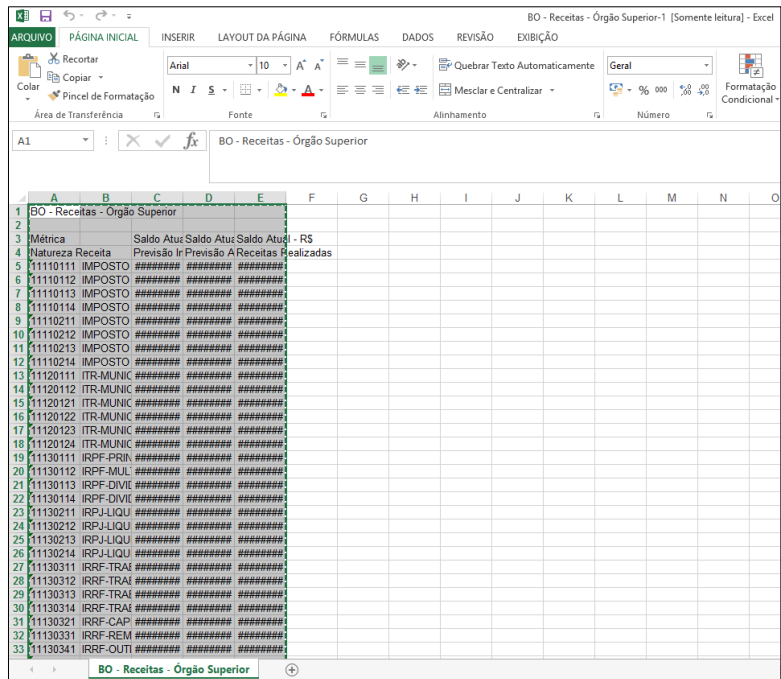 BO - Receitas - Órgão Superior-1 [Somente leitura] - Excel
ARQUIVO PÁGINA INICIAL INSERIR LAYOUT DA PÁGINA FÓRMULAS DADOS REVISÃO EXIBIÇÃO
Recortar
Copiar
Pincel de Formatação
Colar
Área de Transferência
Arial 10
N I S
Fonte
Quebrar Texto Automaticamente
Mesclar e Centralizar
Alinhamento
Geral
% 000
Número
Formatação
Condicional
A1 fx BO - Receitas - Órgão Superior
A B C D E F G H I J K L M N O
1 BO - Receitas - Órgão Superior
2
3 Métrica Saldo Atua Saldo Atua Saldo Atual - R$
4 Natureza Receita Previsão Ir Previsão A Receitas Realizadas
5 11110111 IMPOSTO ######## ######## ########
6 11110112 IMPOSTO ######## ######## ########
7 11110113 IMPOSTO ######## ######## ########
8 11110114 IMPOSTO ######## ######## ########
9 11110211 IMPOSTO ######## ######## ########
10 11110212 IMPOSTO ######## ######## ########
11 11110213 IMPOSTO ######## ######## ########
12 11110214 IMPOSTO ######## ######## ########
13 11120111 ITR-MUNIC ######## ######## ########
14 11120112 ITR-MUNIC ######## ######## ########
15 11120121 ITR-MUNIC ######## ######## ########
16 11120122 ITR-MUNIC ######## ######## ########
17 11120123 ITR-MUNIC ######## ######## ########
18 11120124 ITR-MUNIC ######## ######## ########
19 11130111 IRPF-PRIN ######## ######## ########
20 11130112 IRPF-MUL ######## ######## ########
21 11130113 IRPF-DIVI ######## ######## ########
22 11130114 IRPF-DIVI ######## ######## ########
23 11130211 IRPJ-LIQU ######## ######## ########
24 11130212 IRPJ-LIQU ######## ######## ########
25 11130213 IRPJ-LIQU ######## ######## ########
26 11130214 IRPJ-LIQU ######## ######## ########
27 11130311 IRRF-TRA ######## ######## ########
28 11130312 IRRF-TRA ######## ######## ########
29 11130313 IRRF-TRA ######## ######## ########
30 11130314 IRRF-TRA ######## ######## ########
31 11130321 IRRF-CAP ######## ######## ########
32 11130331 IRRF-REM ######## ######## ########
33 11130341 IRRF-OUT ######## ######## ########
BO - Receitas - Órgão Superior